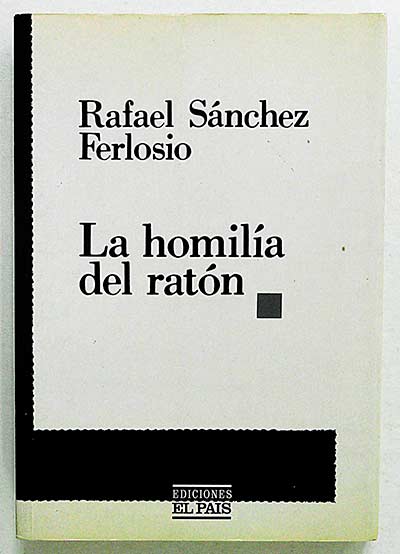 Rafael Sánchez
Ferlosio
La homilía
del ratón
EDICIONES
EL PAIS